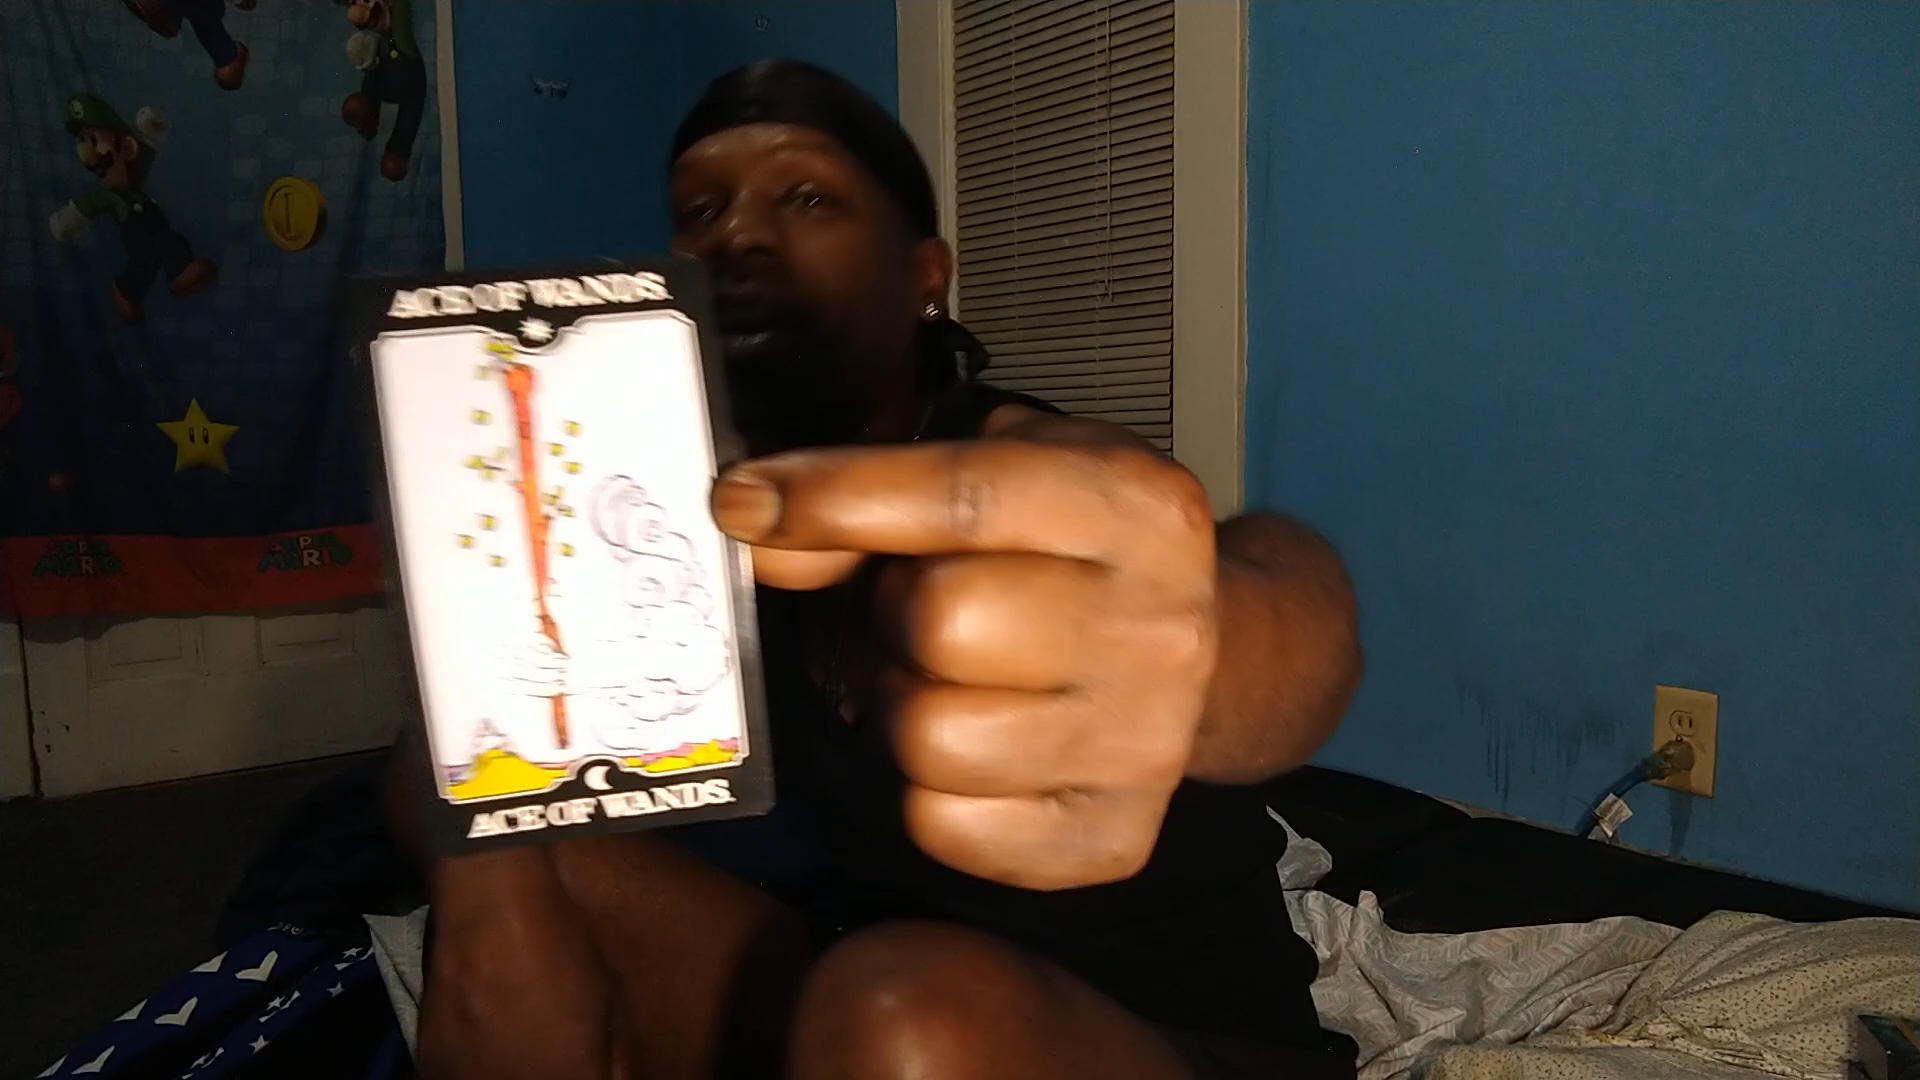 ACE OF WANDS.
SUPER
MARIO
SUPER
MARIO
ACE OF WANDS.